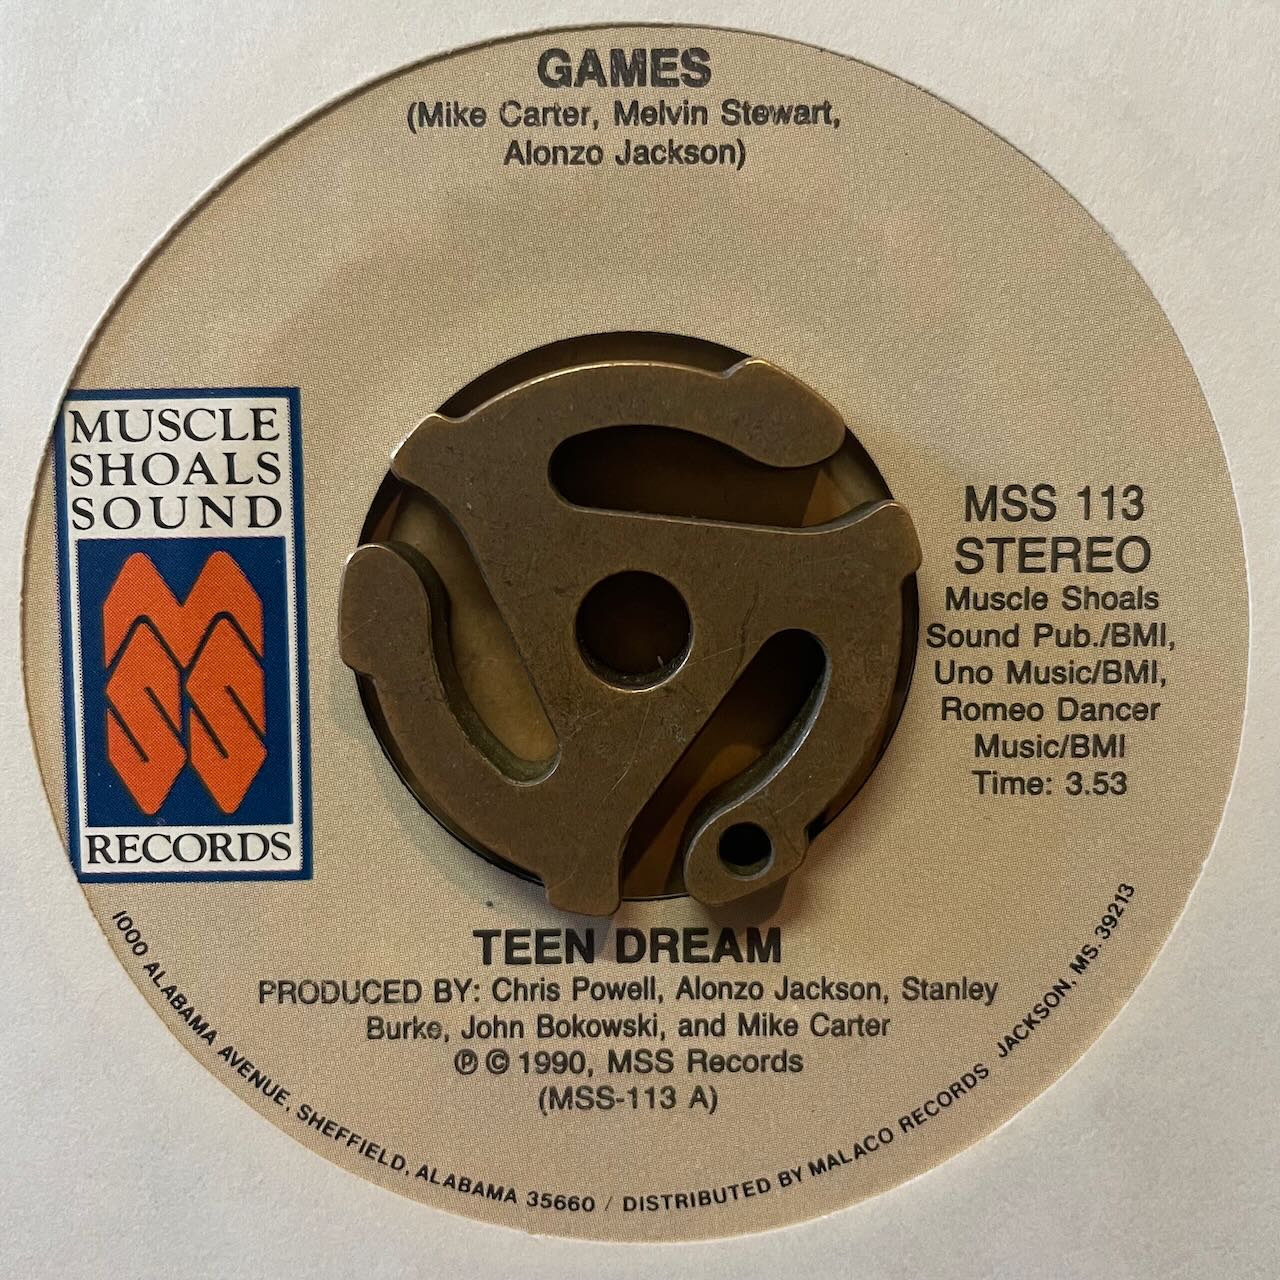 GAMES
(Mike Carter, Melvin Stewart,
Alonzo Jackson)
MUSCLE
SHOALS
SOUND
RECORDS
MSS 113
STEREO
Muscle Shoals
Sound Pub./BMI,
Uno Music/BMI,
Romeo Dancer
Music/BMI
Time: 3.53
TEEN DREAM
PRODUCED BY: Chris Powell, Alonzo Jackson, Stanley
Burke, John Bokowski, and Mike Carter
℗ © 1990, MSS Records
(MSS-113 A)
1000 ALABAMA AVENUE, SHEFFIELD, ALABAMA 35660 / DISTRIBUTED BY MALACO RECORDS JACKSON, MS. 39213